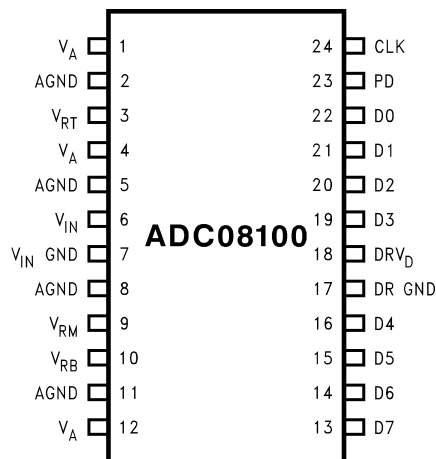 V_A 1 24 CLK
AGND 2 23 PD
V_RT 3 22 D0
V_A 4 21 D1
AGND 5 20 D2
V_IN 6 19 D3
ADC08100
V_IN GND 7 18 DRV_D
AGND 8 17 DR GND
V_RM 9 16 D4
V_RB 10 15 D5
AGND 11 14 D6
V_A 12 13 D7